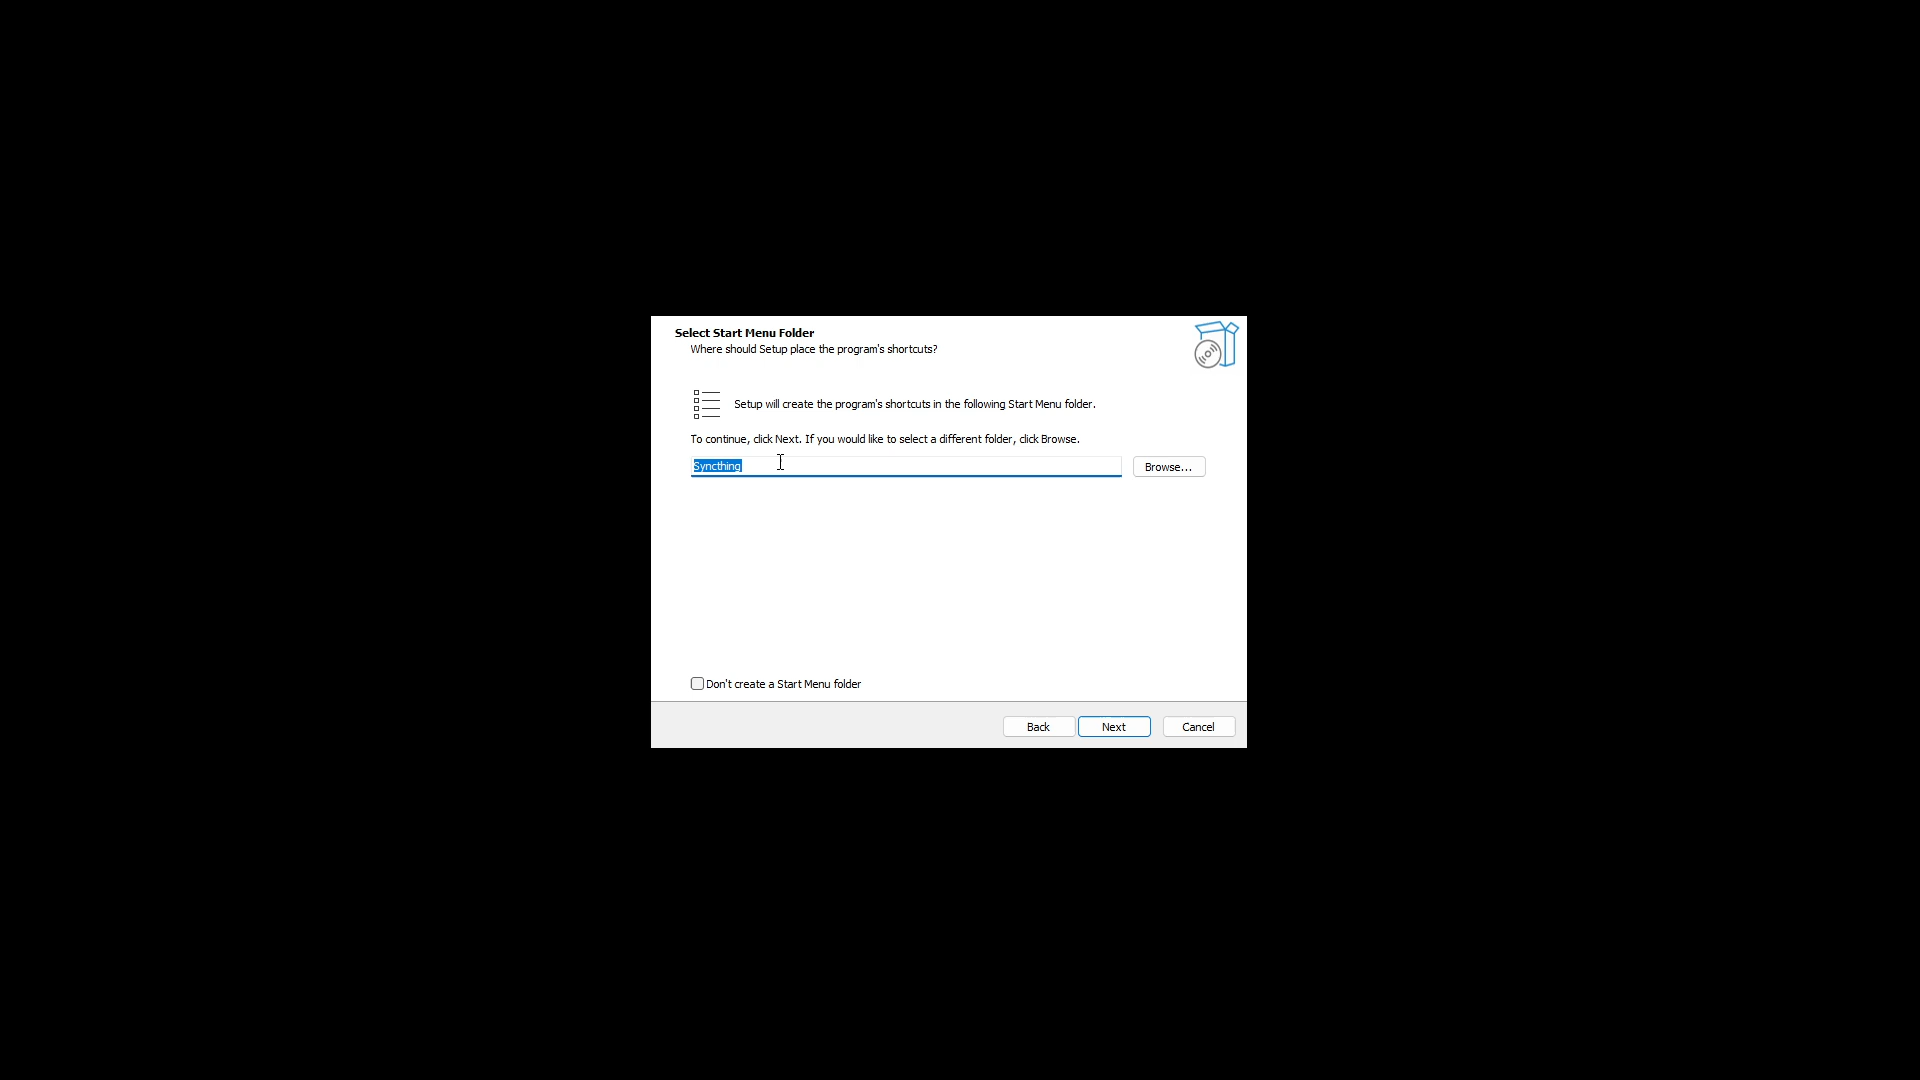 Select Start Menu Folder
Where should Setup place the program's shortcuts?
Setup will create the program's shortcuts in the following Start Menu folder.
To continue, click Next. If you would like to select a different folder, click Browse.
Syncthing
Browse...
Don't create a Start Menu folder
Back
Next
Cancel